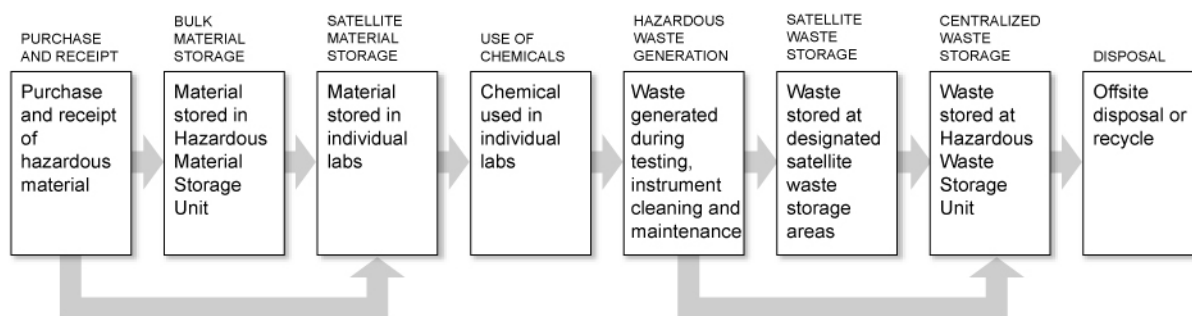 PURCHASE
AND RECEIPT
Purchase
and receipt
of
hazardous
material
BULK
MATERIAL
STORAGE
Material
stored in
Hazardous
Material
Storage
Unit
SATELLITE
MATERIAL
STORAGE
Material
stored in
individual
labs
USE OF
CHEMICALS
Chemical
used in
individual
labs
HAZARDOUS
WASTE
GENERATION
Waste
generated
during
testing,
instrument
cleaning and
maintenance
SATELLITE
WASTE
STORAGE
Waste
stored at
designated
satellite
waste
storage
areas
CENTRALIZED
WASTE
STORAGE
Waste
stored at
Hazardous
Waste
Storage
Unit
DISPOSAL
Offsite
disposal or
recycle